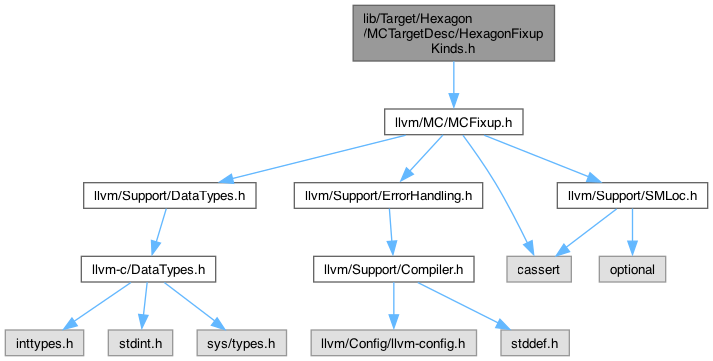 lib/Target/Hexagon
/MCTargetDesc/HexagonFixup
Kinds.h
llvm/MC/MCFixup.h
llvm/Support/DataTypes.h
llvm/Support/ErrorHandling.h
llvm/Support/SMLoc.h
llvm-c/DataTypes.h
llvm/Support/Compiler.h
cassert
optional
inttypes.h
stdint.h
sys/types.h
llvm/Config/llvm-config.h
stddef.h